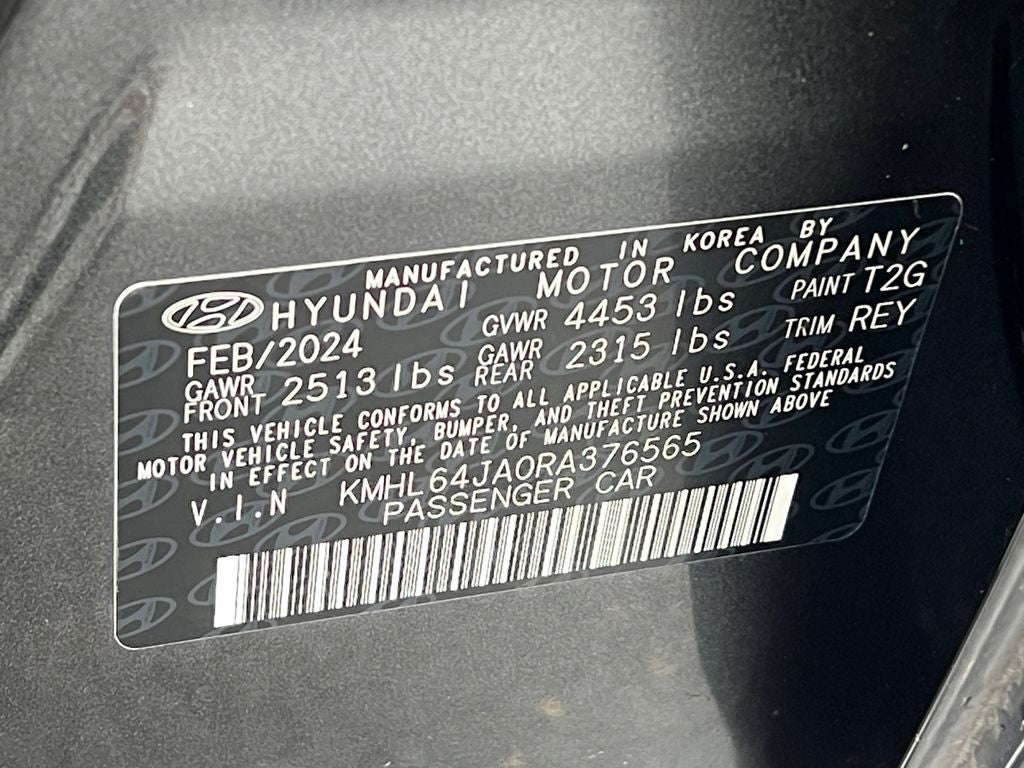 MANUFACTURED IN KOREA BY
HYUNDAI MOTOR COMPANY
FEB/2024 GVWR 4453 lbs PAINT T2G
GAWR FRONT 2513 lbs GAWR REAR 2315 lbs TRIM REY
THIS VEHICLE CONFORMS TO ALL APPLICABLE U.S.A. FEDERAL
MOTOR VEHICLE SAFETY, BUMPER, AND THEFT PREVENTION STANDARDS
IN EFFECT ON THE DATE OF MANUFACTURE SHOWN ABOVE
V.I.N KMHL64JA0RA376565
PASSENGER CAR